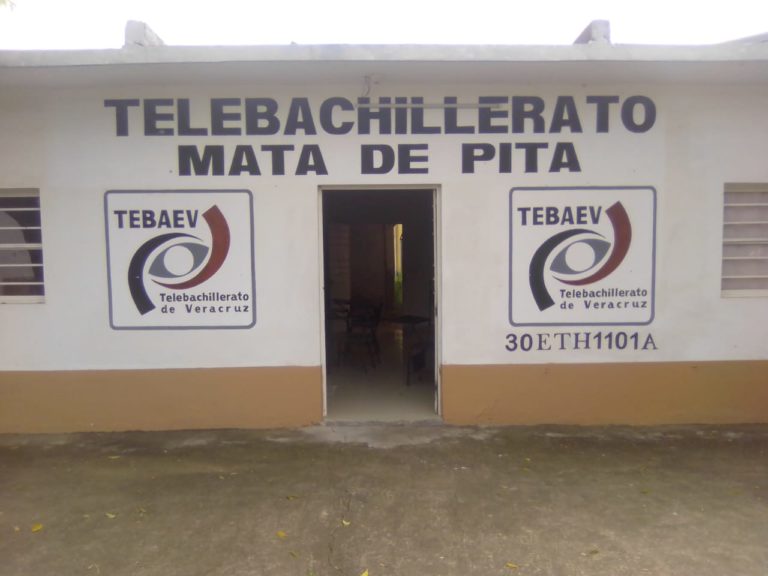 TELEBACHILLERATO
MATA DE PITA
TEBAEV
Telebachillerato
de Veracruz
TEBAEV
Telebachillerato
de Veracruz
30ETH1101A